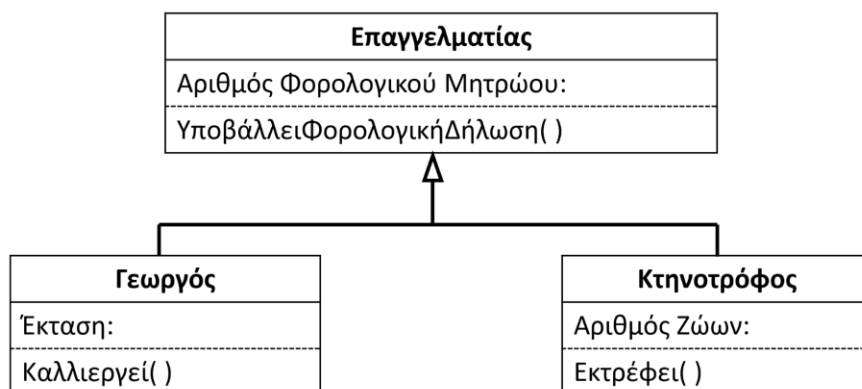 Επαγγελματίας
Αριθμός Φορολογικού Μητρώου:
ΥποβάλλειΦορολογικήΔήλωση( )
Γεωργός
Έκταση:
Καλλιεργεί( )
Κτηνοτρόφος
Αριθμός Ζώων:
Εκτρέφει( )